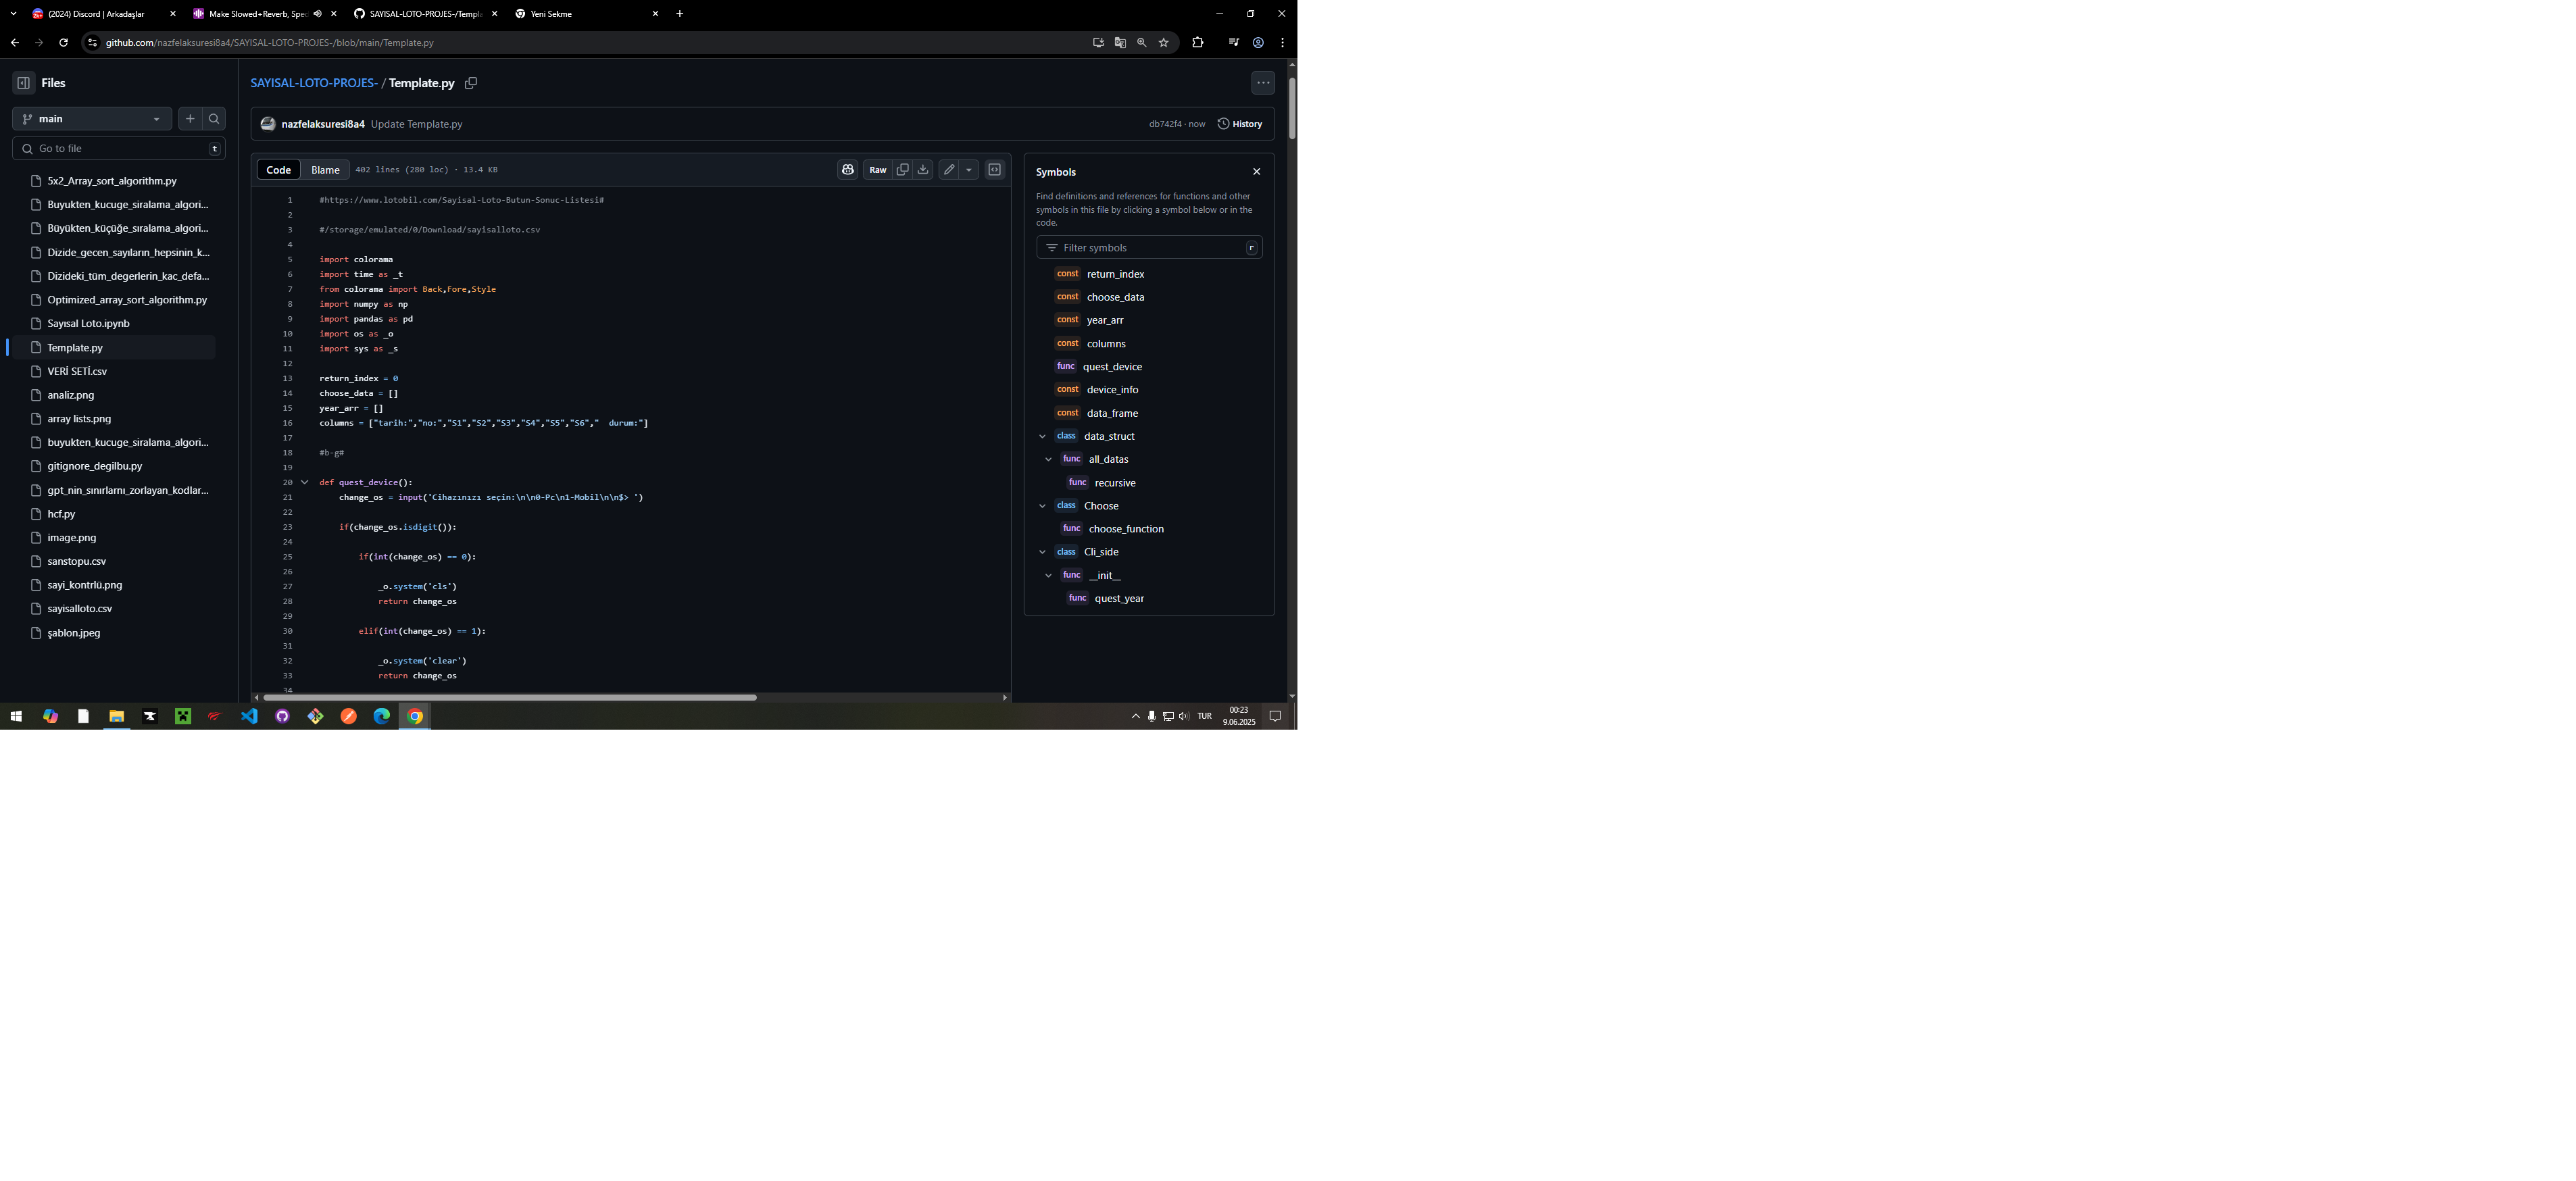 (2024) Discord | Arkadaşlar
Make Slowed+Reverb, Spec
SAYISAL-LOTO-PROJES-/Templa
Yeni Sekme
github.com/nazfelaksuresi8a4/SAYISAL-LOTO-PROJES-/blob/main/Template.py
Files
main
Go to file
t
5x2_Array_sort_algorithm.py
Buyukten_kucuge_siralama_algori...
Büyükten_küçüğe_sıralama_algori...
Dizide_gecen_sayıların_hepsinin_k...
Dizideki_tüm_degerlerin_kac_defa...
Optimized_array_sort_algorithm.py
Sayısal Loto.ipynb
Template.py
VERİ SETİ.csv
analiz.png
array lists.png
buyukten_kucuge_siralama_algori...
gitignore_degilbu.py
gpt_nin_sınırlarnı_zorlayan_kodlar...
hcf.py
image.png
sanstopu.csv
sayi_kontrlü.png
sayisalloto.csv
şablon.jpeg
SAYISAL-LOTO-PROJES- / Template.py
nazfelaksuresi8a4 Update Template.py
db742f4 · now
History
Code
Blame
402 lines (280 loc) · 13.4 KB
Raw
1 #https://www.lotobil.com/Sayisal-Loto-Butun-Sonuc-Listesi#
2
3 #/storage/emulated/0/Download/sayisalloto.csv
4
5 import colorama
6 import time as _t
7 from colorama import Back,Fore,Style
8 import numpy as np
9 import pandas as pd
10 import os as _o
11 import sys as _s
12
13 return_index = 0
14 choose_data = []
15 year_arr = []
16 columns = ["tarih:","no:","S1","S2","S3","S4","S5","S6","  durum:"]
17
18 #b-g#
19
20 def quest_device():
21 change_os = input('Cihazınızı seçin:\n\n0-Pc\n1-Mobil\n\n$> ')
22
23 if(change_os.isdigit()):
24
25 if(int(change_os) == 0):
26
27 _o.system('cls')
28 return change_os
29
30 elif(int(change_os) == 1):
31
32 _o.system('clear')
33 return change_os
34
Symbols
Find definitions and references for functions and other
symbols in this file by clicking a symbol below or in the
code.
Filter symbols
r
const return_index
const choose_data
const year_arr
const columns
func quest_device
const device_info
const data_frame
class data_struct
func all_datas
func recursive
class Choose
func choose_function
class Cli_side
func __init__
func quest_year
TUR
00:23
9.06.2025